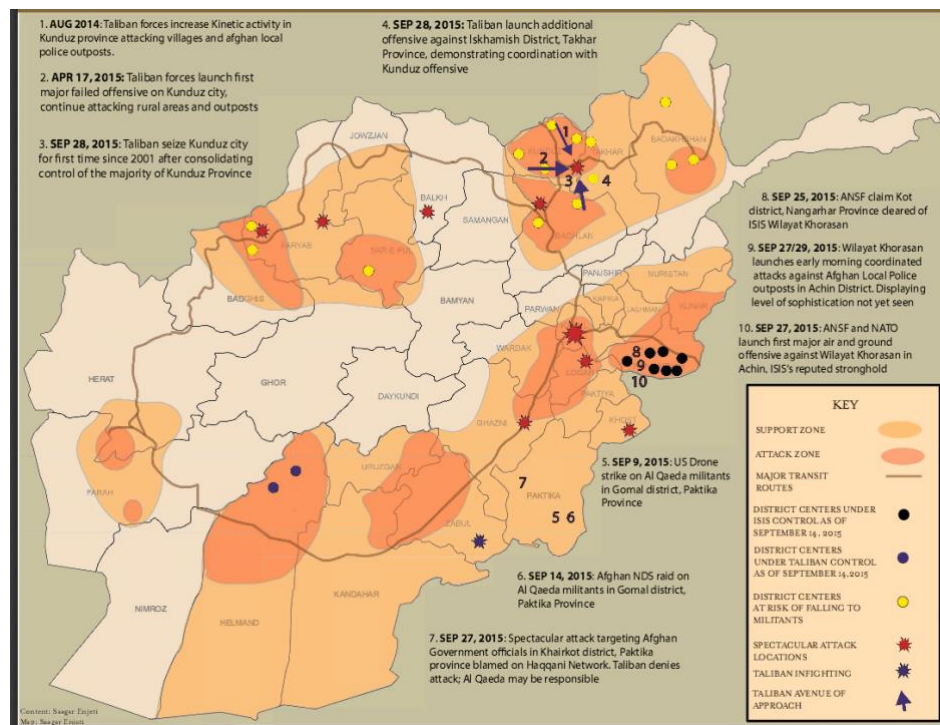 1. AUG 2014: Taliban forces increase Kinetic activity in
Kunduz province attacking villages and afghan local
police outposts.
2. APR 17, 2015: Taliban forces launch first
major failed offensive on Kunduz city,
continue attacking rural areas and outposts
3. SEP 28, 2015: Taliban seize Kunduz city
for first time since 2001 after consolidating
control of the majority of Kunduz Province
4. SEP 28, 2015: Taliban launch additional
offensive against Iskhamish District, Takhar
Province, demonstrating coordination with
Kunduz offensive
JOWZJAN
BALKH
SAMANGAN
1
2
3
4
TAKHAR
BADAKHSHAN
BAGHLAN
FARYAB
SAR-E-PUL
BADGHIS
BAMYAN
PANJSHIR
NURISTAN
PARWAN
KAPISA
LAGHMAN
KUNAR
WARDAK
LOGAR
8
9
10
HERAT
GHOR
DAYKUNDI
GHAZNI
PAKTIYA
KHOST
URUZGAN
FARAH
ZABUL
PAKTIKA
7
5 6
NIMROZ
HELMAND
KANDAHAR
8. SEP 25, 2015: ANSF claim Kot
district, Nangarhar Province cleared of
ISIS Wilayat Khorasan
9. SEP 27/29, 2015: Wilayat Khorasan
launches early morning coordinated
attacks against Afghan Local Police
outposts in Achin District. Displaying
level of sophistication not yet seen
10. SEP 27, 2015: ANSF and NATO
launch first major air and ground
offensive against Wilayat Khorasan in
Achin, ISIS's reputed stronghold
5. SEP 9, 2015: US Drone
strike on Al Qaeda militants
in Gomal district, Paktika
Province
6. SEP 14, 2015: Afghan NDS raid on
Al Qaeda militants in Gomal district,
Paktika Province
7. SEP 27, 2015: Spectacular attack targeting Afghan
Government officials in Khairkot district, Paktika
province blamed on Haqqani Network. Taliban denies
attack; Al Qaeda may be responsible
KEY
SUPPORT ZONE
ATTACK ZONE
MAJOR TRANSIT
ROUTES
DISTRICT CENTERS UNDER
ISIS CONTROL AS OF
SEPTEMBER 14, 2015
DISTRICT CENTERS
UNDER TALIBAN CONTROL
AS OF SEPTEMBER 14, 2015
DISTRICT CENTERS
AT RISK OF FALLING TO
MILITANTS
SPECTACULAR ATTACK
LOCATIONS
TALIBAN INFIGHTING
TALIBAN AVENUE OF
APPROACH
Content: Saagar Enjeti
Map: Saagar Enjeti